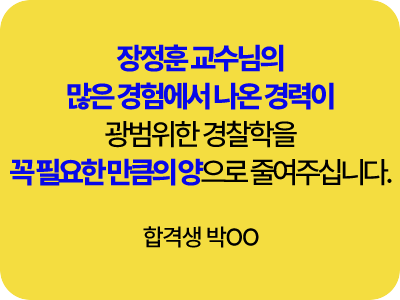 장정훈 교수님의
많은 경험에서 나온 경력이
광범위한 경찰학을
꼭 필요한 만큼의 양으로 줄여주십니다.
합격생 박OO